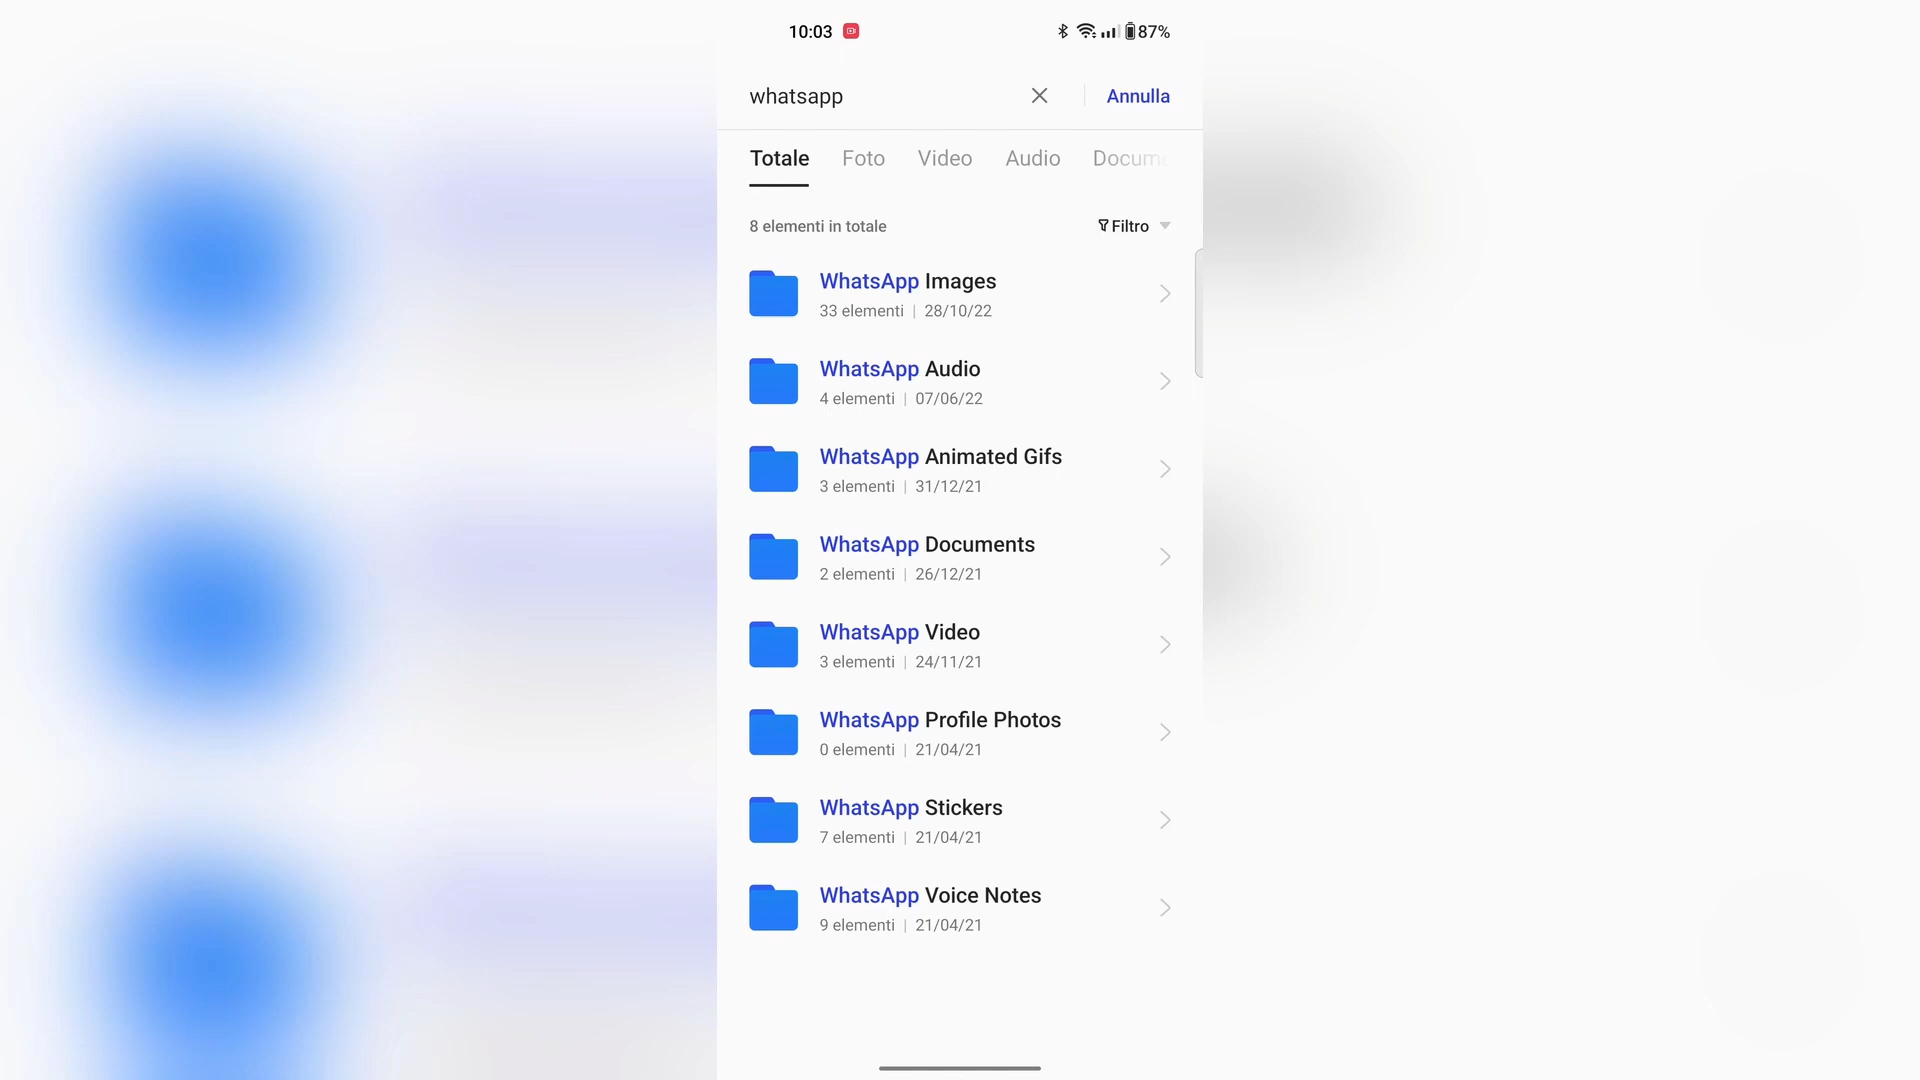 10:03
87%
whatsapp
Annulla
Totale Foto Video Audio Docum
8 elementi in totale
Filtro
WhatsApp Images
33 elementi | 28/10/22
WhatsApp Audio
4 elementi | 07/06/22
WhatsApp Animated Gifs
3 elementi | 31/12/21
WhatsApp Documents
2 elementi | 26/12/21
WhatsApp Video
3 elementi | 24/11/21
WhatsApp Profile Photos
0 elementi | 21/04/21
WhatsApp Stickers
7 elementi | 21/04/21
WhatsApp Voice Notes
9 elementi | 21/04/21